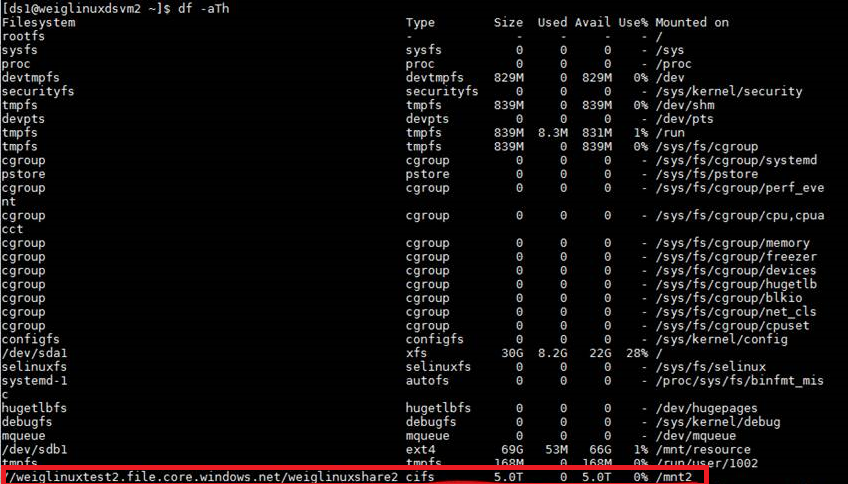 [ds1@weiglinuxdsvm2 ~]$ df -aTh
Filesystem Type Size Used Avail Use% Mounted on
rootfs - - - - - /
sysfs sysfs 0 0 0 - /sys
proc proc 0 0 0 - /proc
devtmpfs devtmpfs 829M 0 829M 0% /dev
securityfs securityfs 0 0 0 - /sys/kernel/security
tmpfs tmpfs 839M 0 839M 0% /dev/shm
devpts devpts 0 0 0 - /dev/pts
tmpfs tmpfs 839M 8.3M 831M 1% /run
tmpfs tmpfs 839M 0 839M 0% /sys/fs/cgroup
cgroup cgroup 0 0 0 - /sys/fs/cgroup/systemd
pstore pstore 0 0 0 - /sys/fs/pstore
cgroup cgroup 0 0 0 - /sys/fs/cgroup/perf_eve
nt
cgroup cgroup 0 0 0 - /sys/fs/cgroup/cpu,cpua
cct
cgroup cgroup 0 0 0 - /sys/fs/cgroup/memory
cgroup cgroup 0 0 0 - /sys/fs/cgroup/freezer
cgroup cgroup 0 0 0 - /sys/fs/cgroup/devices
cgroup cgroup 0 0 0 - /sys/fs/cgroup/hugetlb
cgroup cgroup 0 0 0 - /sys/fs/cgroup/blkio
cgroup cgroup 0 0 0 - /sys/fs/cgroup/net_cls
cgroup cgroup 0 0 0 - /sys/fs/cgroup/cpuset
configfs configfs 0 0 0 - /sys/kernel/config
/dev/sda1 xfs 30G 8.2G 22G 28% /
selinuxfs selinuxfs 0 0 0 - /sys/fs/selinux
systemd-1 autofs 0 0 0 - /proc/sys/fs/binfmt_mis
c
hugetlbfs hugetlbfs 0 0 0 - /dev/hugepages
debugfs debugfs 0 0 0 - /sys/kernel/debug
mqueue mqueue 0 0 0 - /dev/mqueue
/dev/sdb1 ext4 69G 53M 66G 1% /mnt/resource
tmpfs tmpfs 168M 0 168M 0% /run/user/1002
//weiglinuxtest2.file.core.windows.net/weiglinuxshare2 cifs 5.0T 0 5.0T 0% /mnt2